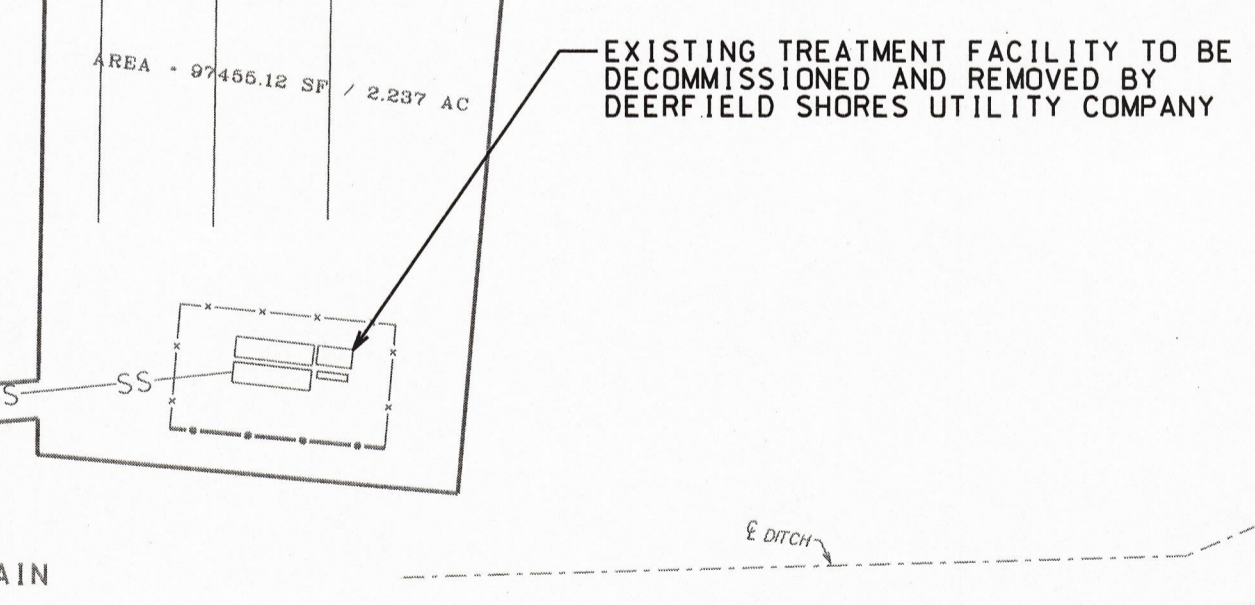 EXISTING TREATMENT FACILITY TO BE
DECOMMISSIONED AND REMOVED BY
DEERFIELD SHORES UTILITY COMPANY
AREA - 97455.12 SF / 2.237 AC
S
SS
℄ DITCH
AIN